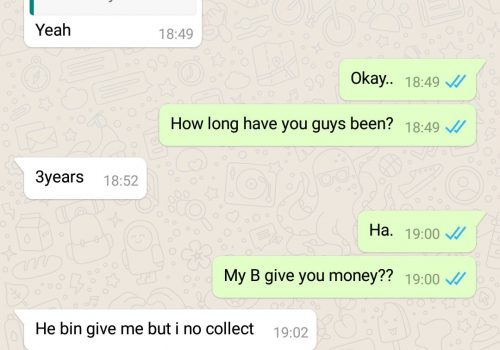 Yeah 18:49
Okay.. 18:49
How long have you guys been? 18:49
3years 18:52
Ha. 19:00
My B give you money?? 19:00
He bin give me but i no collect 19:02